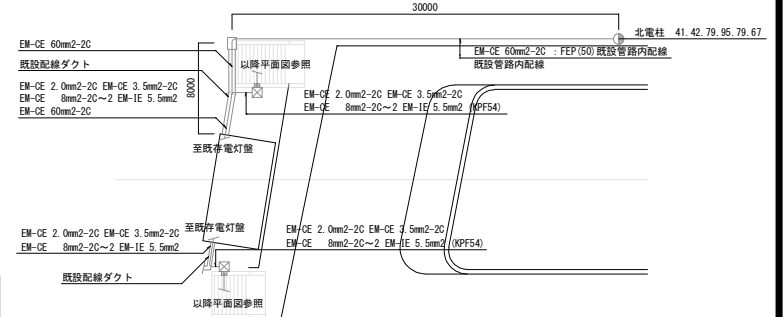 30000
北電柱 41.42.79.95.79.67
EM-CE 60mm2-2C
EM-CE 60mm2-2C :FEP(50)既設管路内配線
既設管路内配線
既設配線ダクト
以降平面図参照
8000
EM-CE 2.0mm2-2C EM-CE 3.5mm2-2C
EM-CE 8mm2-2C～2 EM-IE 5.5mm2
EM-CE 60mm2-2C
EM-CE 2.0mm2-2C EM-CE 3.5mm2-2C
EM-CE 8mm2-2C～2 EM-IE 5.5mm2 (KPF54)
至既存電灯盤
至既存電灯盤
EM-CE 2.0mm2-2C EM-CE 3.5mm2-2C
EM-CE 8mm2-2C～2 EM-IE 5.5mm2
EM-CE 2.0mm2-2C EM-CE 3.5mm2-2C
EM-CE 8mm2-2C～2 EM-IE 5.5mm2 (KPF54)
既設配線ダクト
以降平面図参照